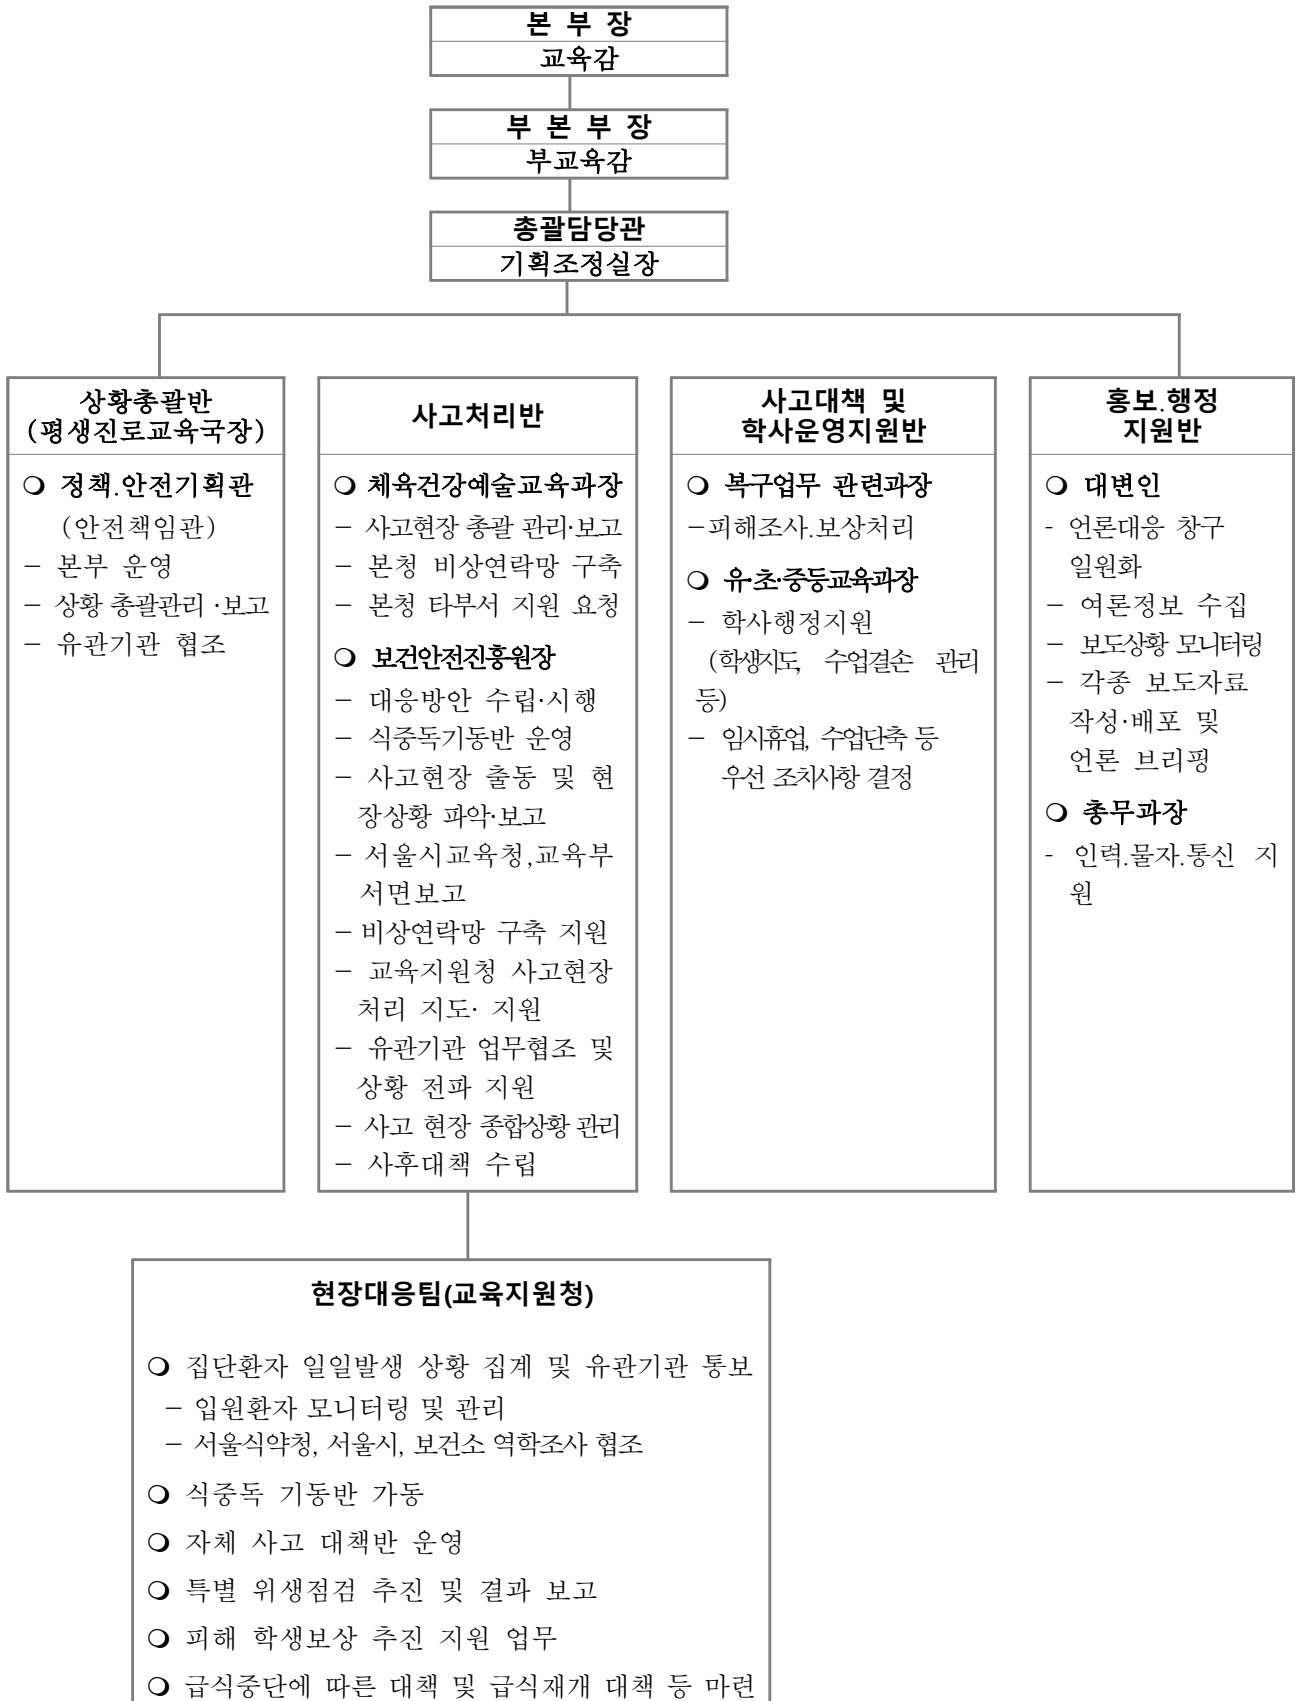 본 부 장
교육감
부 본 부 장
부교육감
총괄담당관
기획조정실장
상황총괄반
(평생진로교육국장)
❍ 정책.안전기획관
(안전책임관)
- 본부 운영
- 상황 총괄관리 ·보고
- 유관기관 협조
사고처리반
❍ 체육건강예술교육과장
- 사고현장 총괄 관리·보고
- 본청 비상연락망 구축
- 본청 타부서 지원 요청
❍ 보건안전진흥원장
- 대응방안 수립·시행
- 식중독기동반 운영
- 사고현장 출동 및 현
장상황 파악·보고
- 서울시교육청,교육부
서면보고
- 비상연락망 구축 지원
- 교육지원청 사고현장
처리 지도· 지원
- 유관기관 업무협조 및
상황 전파 지원
- 사고 현장 종합상황 관리
- 사후대책 수립
사고대책 및
학사운영지원반
❍ 복구업무 관련과장
-피해조사.보상처리
❍ 유·초·중등교육과장
- 학사행정지원
(학생지도, 수업결손 관리
등)
- 임시휴업, 수업단축 등
우선 조치사항 결정
홍보.행정
지원반
❍ 대변인
- 언론대응 창구
일원화
- 여론정보 수집
- 보도상황 모니터링
- 각종 보도자료
작성·배포 및
언론 브리핑
❍ 총무과장
- 인력.물자.통신 지
원
현장대응팀(교육지원청)
❍ 집단환자 일일발생 상황 집계 및 유관기관 통보
- 입원환자 모니터링 및 관리
- 서울식약청, 서울시, 보건소 역학조사 협조
❍ 식중독 기동반 가동
❍ 자체 사고 대책반 운영
❍ 특별 위생점검 추진 및 결과 보고
❍ 피해 학생보상 추진 지원 업무
❍ 급식중단에 따른 대책 및 급식재개 대책 등 마련